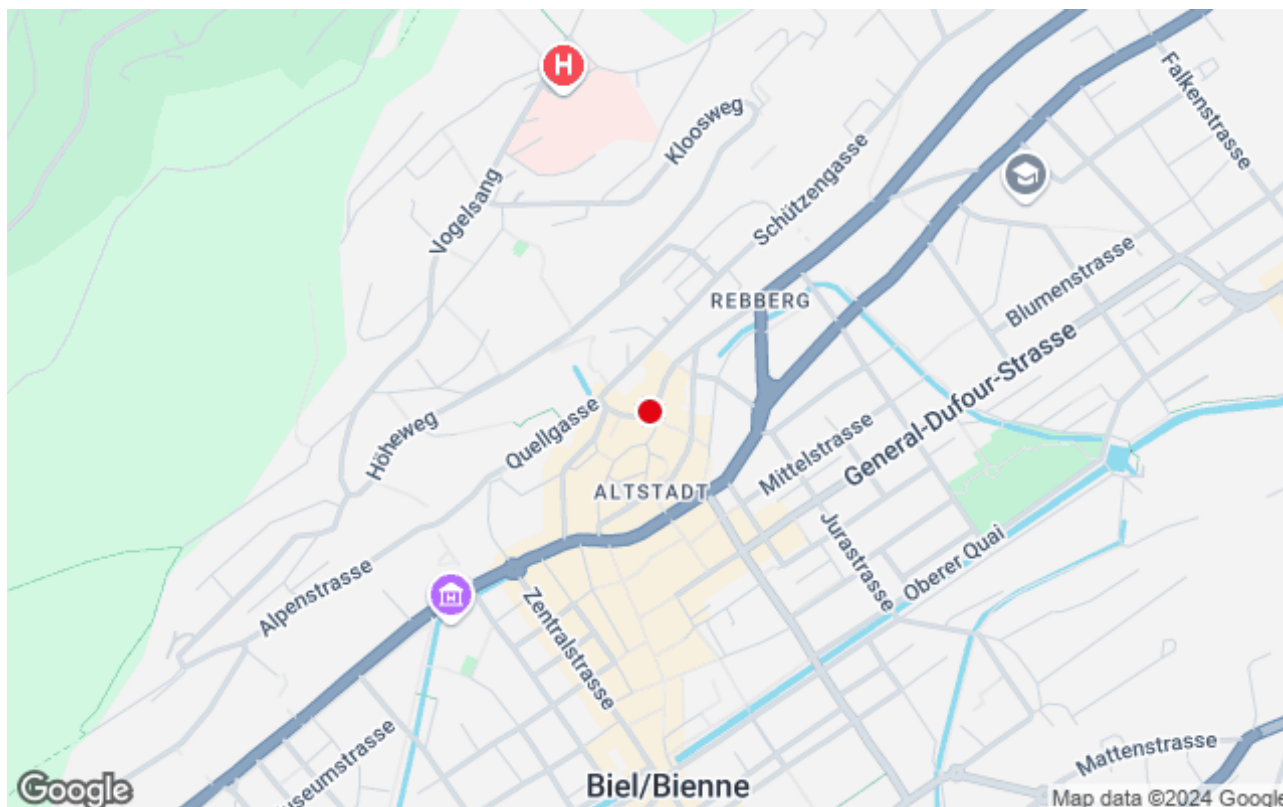 H
Kloosweg
Falkenstrasse
Vogelsang
Schützengasse
Blumenstrasse
REBBERG
General-Dufour-Strasse
Höheweg
Quellgasse
Mittelstrasse
ALTSTADT
Jurastrasse
Oberer Quai
Alpenstrasse
Zentralstrasse
Mattenstrasse
useumstrasse
Biel/Bienne
Google
Map data ©2024 Google